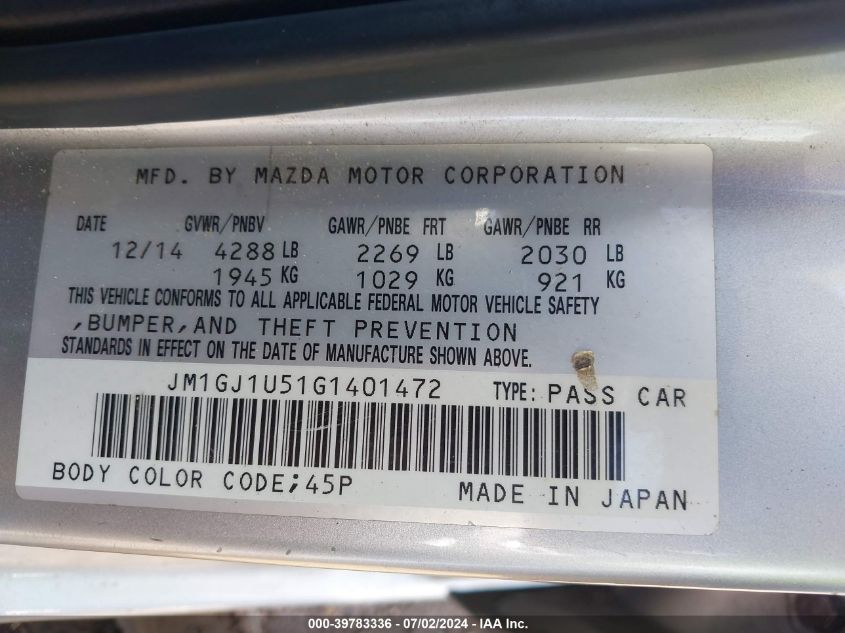 MFD. BY MAZDA MOTOR CORPORATION
DATE GVWR/PNBV GAWR/PNBE FRT GAWR/PNBE RR
12/14 4288 LB 2269 LB 2030 LB
1945 KG 1029 KG 921 KG
THIS VEHICLE CONFORMS TO ALL APPLICABLE FEDERAL MOTOR VEHICLE SAFETY
,BUMPER,AND THEFT PREVENTION
STANDARDS IN EFFECT ON THE DATE OF MANUFACTURE SHOWN ABOVE.
JM1GJ1U51G1401472 TYPE: PASS CAR
BODY COLOR CODE;45P MADE IN JAPAN
000-39783336 - 07/02/2024 - IAA Inc.